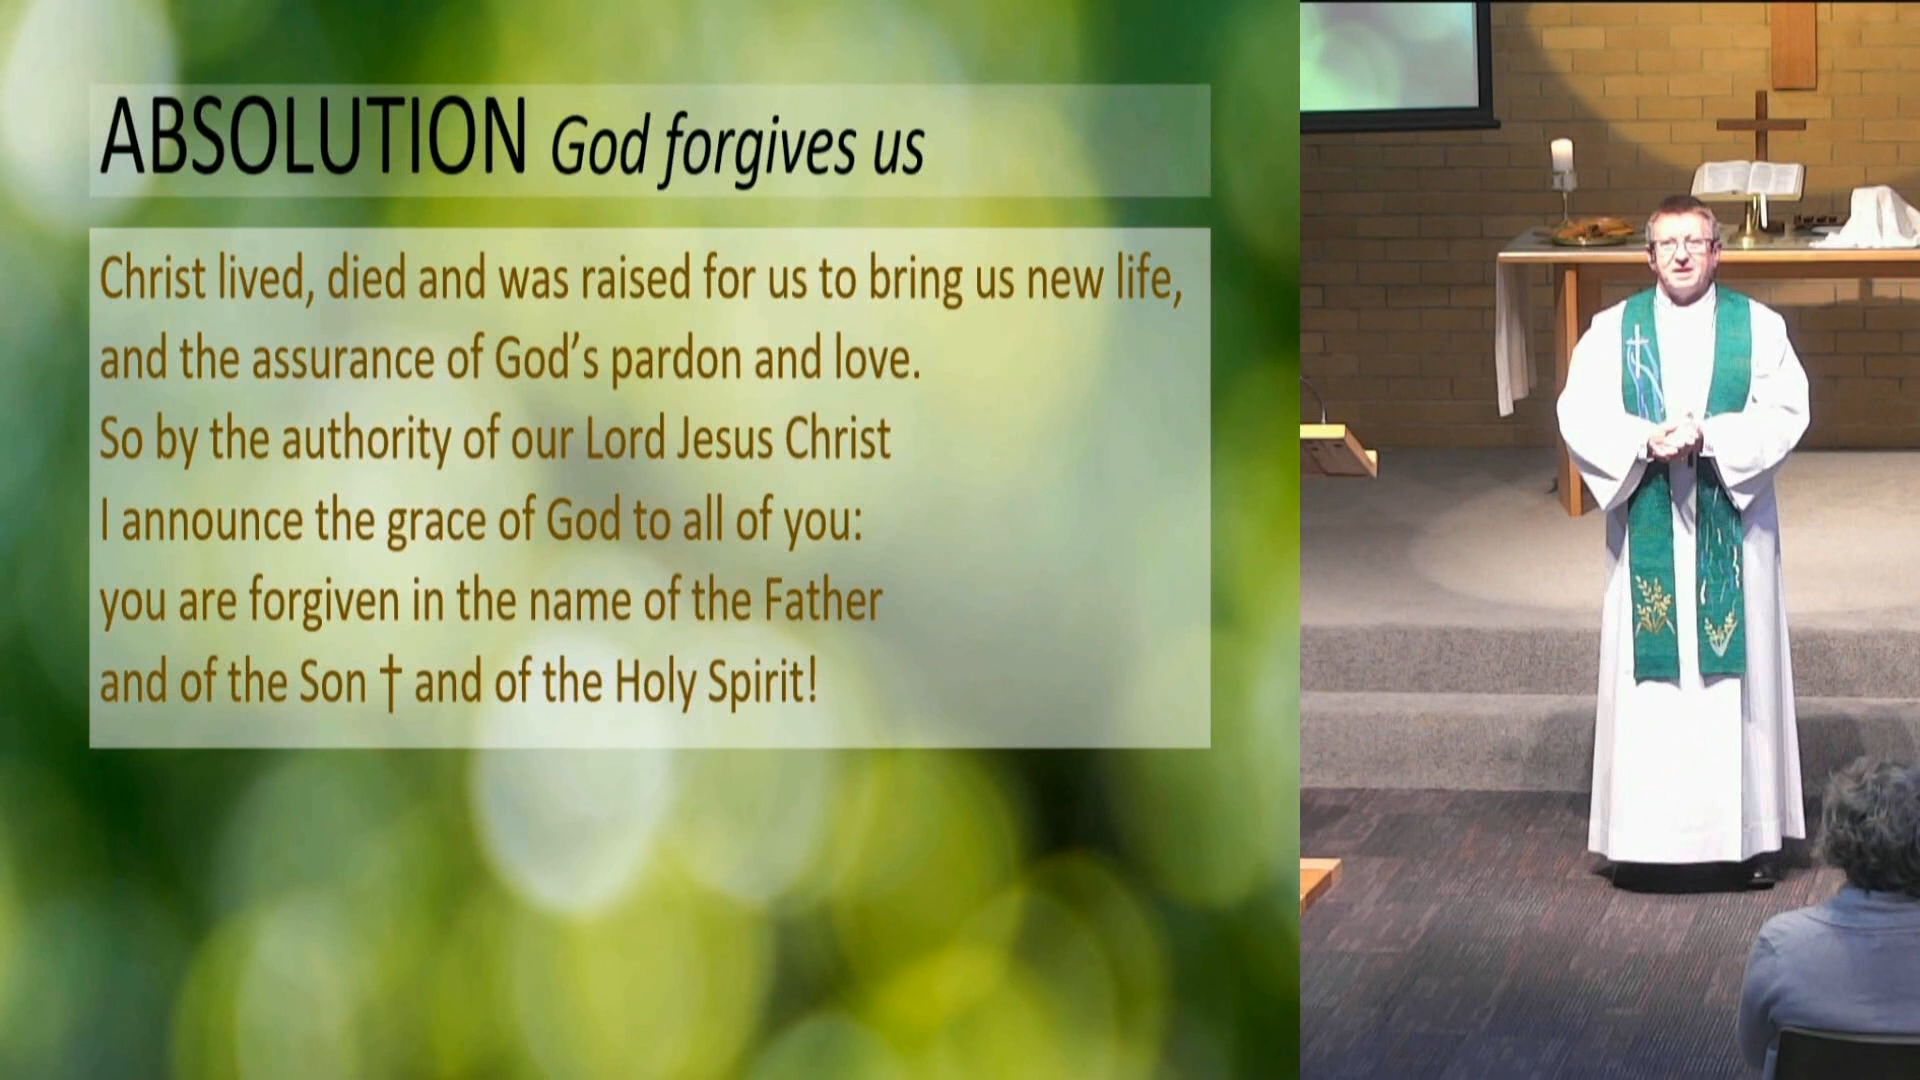 ABSOLUTION God forgives us
Christ lived, died and was raised for us to bring us new life,
and the assurance of God’s pardon and love.
So by the authority of our Lord Jesus Christ
I announce the grace of God to all of you:
you are forgiven in the name of the Father
and of the Son † and of the Holy Spirit!